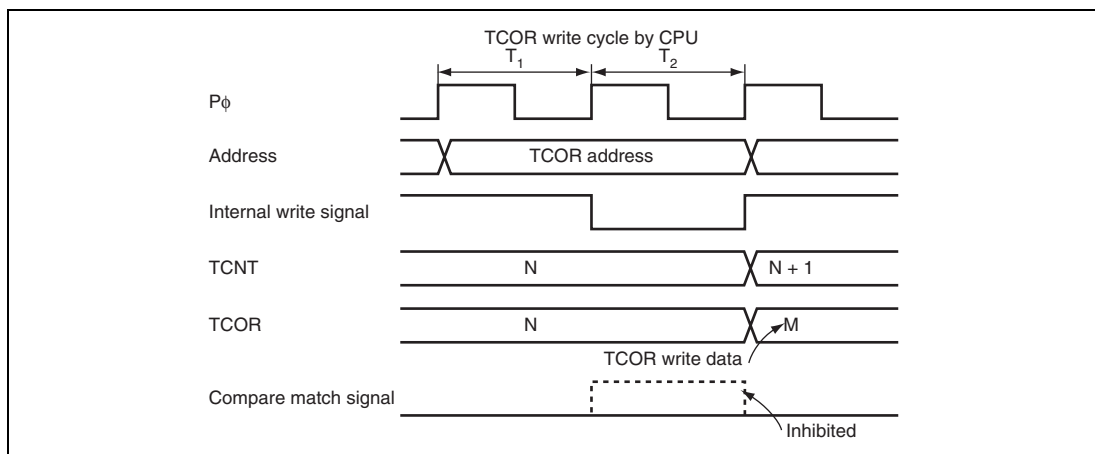 TCOR write cycle by CPU
T1 T2
Pφ
Address TCOR address
Internal write signal
TCNT N N + 1
TCOR N M
TCOR write data
Compare match signal
Inhibited